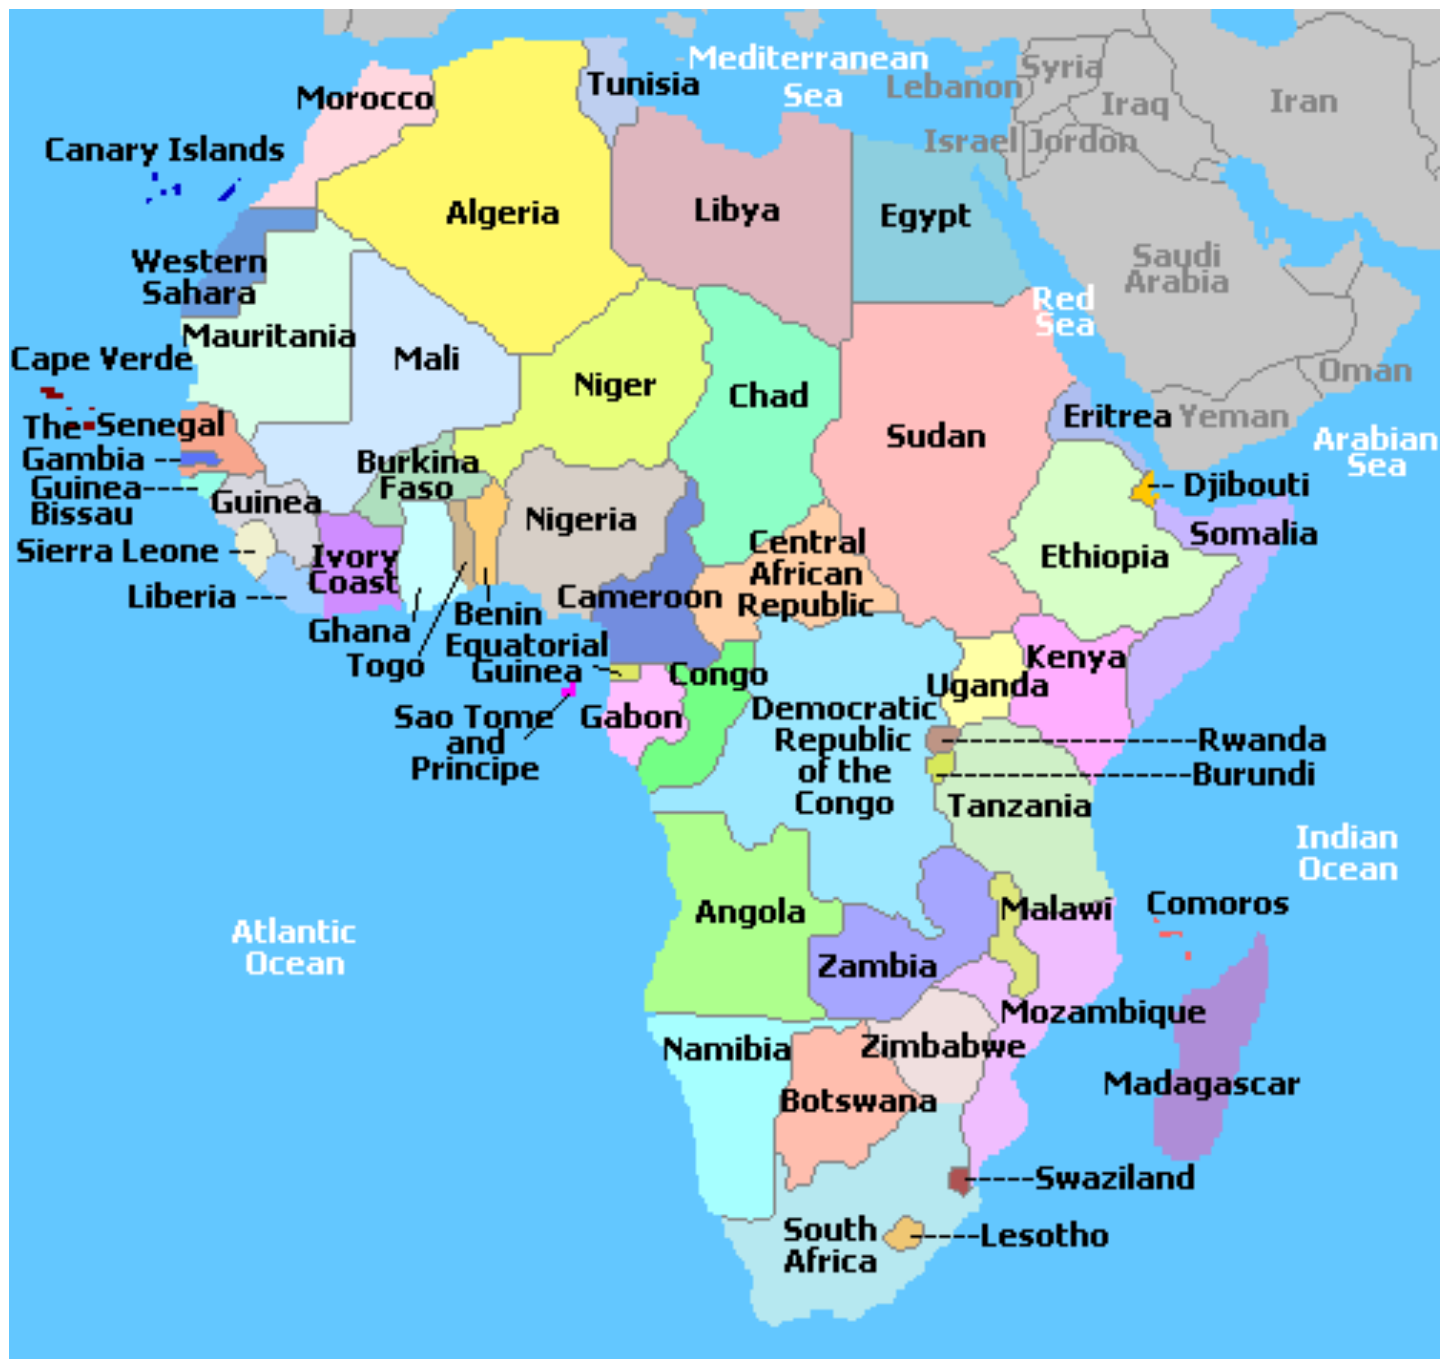 Mediterranean
Sea
Tunisia
Syria
Lebanon
Morocco
Iraq
Iran
Israel
Jordon
Canary Islands
Algeria
Libya
Egypt
Western
Sahara
Saudi
Arabia
Red
Sea
Mauritania
Cape Verde
Mali
Niger
Chad
Oman
The
Gambia
Senegal
Sudan
Eritrea
Yemen
Arabian
Sea
Burkina
Faso
Guinea
Bissau
Guinea
Djibouti
Nigeria
Somalia
Sierra Leone
Ivory
Coast
Central
African
Republic
Ethiopia
Liberia
Cameroon
Benin
Ghana
Togo
Equatorial
Guinea
Congo
Kenya
Uganda
Sao Tome
and
Principe
Gabon
Democratic
Republic
of the
Congo
Rwanda
Burundi
Tanzania
Indian
Ocean
Angola
Malawi
Comoros
Atlantic
Ocean
Zambia
Mozambique
Namibia
Zimbabwe
Madagascar
Botswana
Swaziland
South
Africa
Lesotho